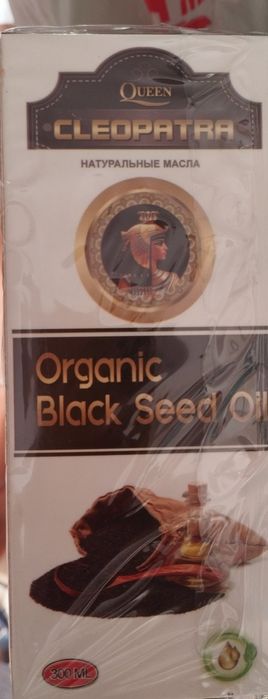 QUEEN
CLEOPATRA
НАТУРАЛЬНЫЕ МАСЛА
Organic
Black Seed Oil
300 ML